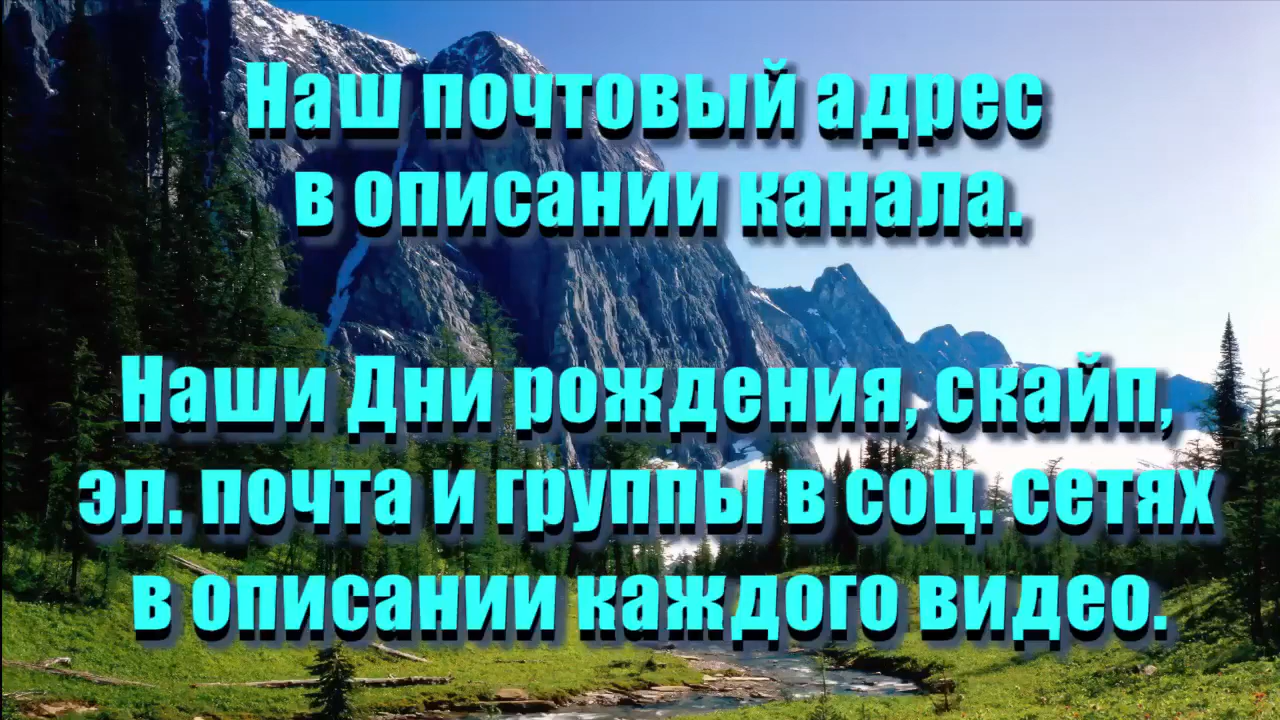 Наш почтовый адрес
в описании канала.
Наши Дни рождения, скайп,
эл. почта и группы в соц. сетях
в описании каждого видео.